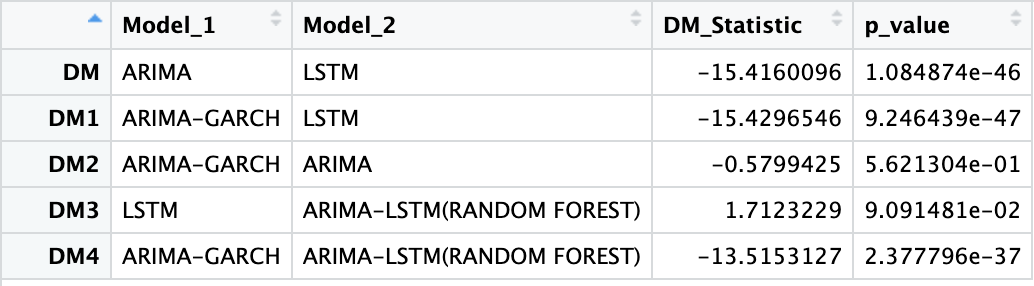 Model_1 Model_2 DM_Statistic p_value
DM ARIMA LSTM -15.4160096 1.084874e-46
DM1 ARIMA-GARCH LSTM -15.4296546 9.246439e-47
DM2 ARIMA-GARCH ARIMA -0.5799425 5.621304e-01
DM3 LSTM ARIMA-LSTM(RANDOM FOREST) 1.7123229 9.091481e-02
DM4 ARIMA-GARCH ARIMA-LSTM(RANDOM FOREST) -13.5153127 2.377796e-37